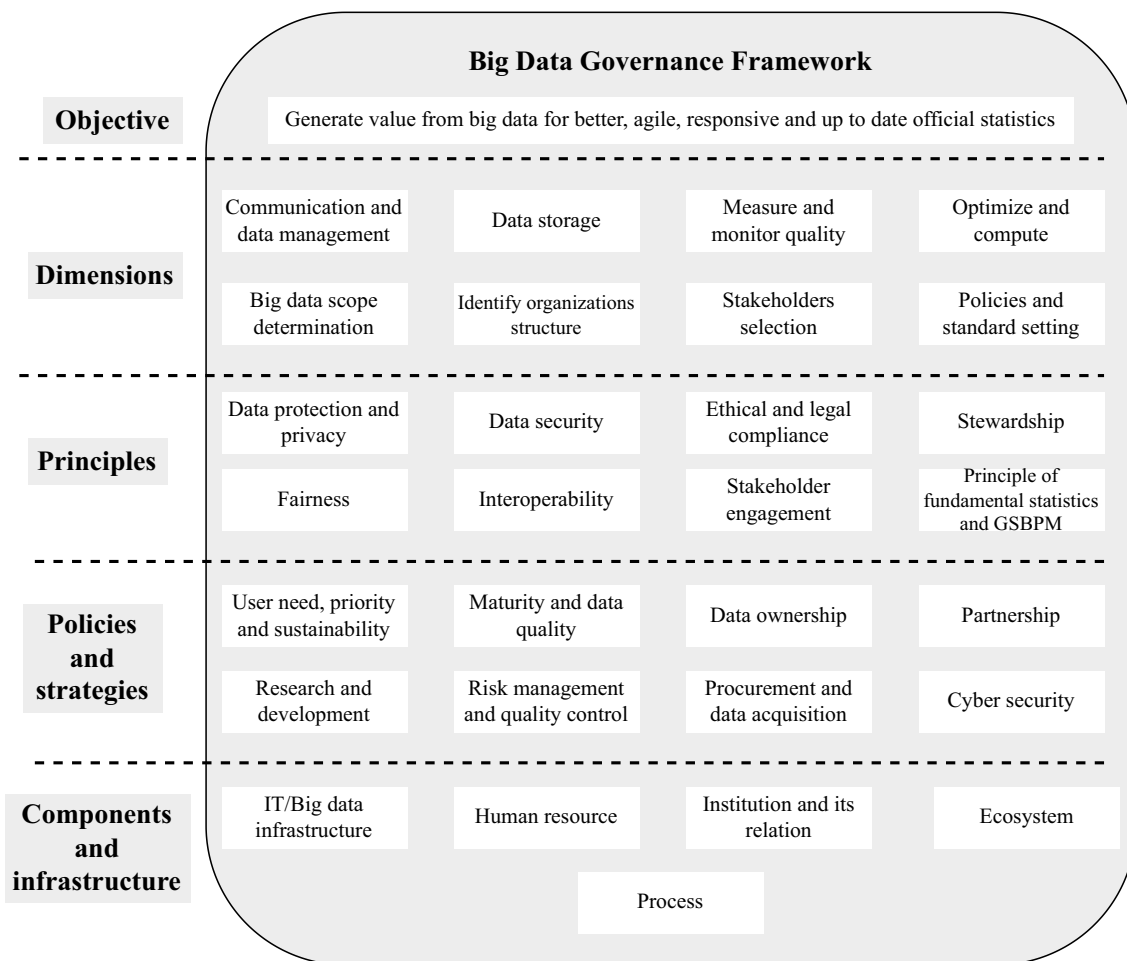 Big Data Governance Framework
Objective
Generate value from big data for better, agile, responsive and up to date official statistics
Dimensions
Communication and
data management
Data storage
Measure and
monitor quality
Optimize and
compute
Big data scope
determination
Identify organizations
structure
Stakeholders
selection
Policies and
standard setting
Principles
Data protection and
privacy
Data security
Ethical and legal
compliance
Stewardship
Fairness
Interoperability
Stakeholder
engagement
Principle of
fundamental statistics
and GSBPM
Policies
and
strategies
User need, priority
and sustainability
Maturity and data
quality
Data ownership
Partnership
Research and
development
Risk management
and quality control
Procurement and
data acquisition
Cyber security
Components
and
infrastructure
IT/Big data
infrastructure
Human resource
Institution and its
relation
Ecosystem
Process